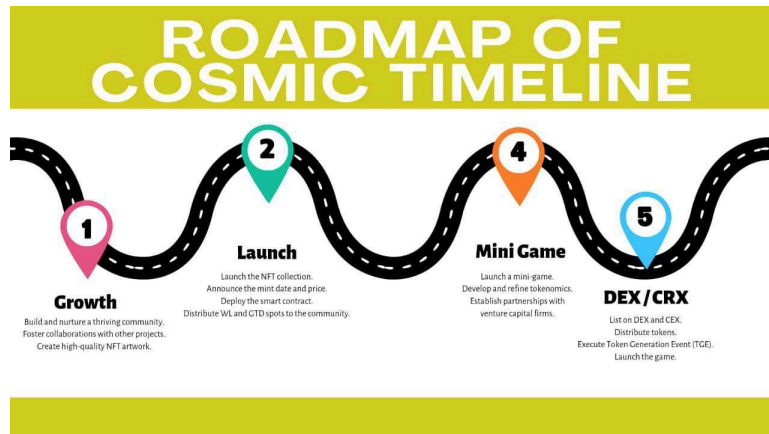 ROADMAP OF
COSMIC TIMELINE
1
Growth
Build and nurture a thriving community.
Foster collaborations with other projects.
Create high-quality NFT artwork.
2
Launch
Launch the NFT collection.
Announce the mint date and price.
Deploy the smart contract.
Distribute WL and GTD spots to the community.
4
Mini Game
Launch a mini-game.
Develop and refine tokenomics.
Establish partnerships with
venture capital firms.
5
DEX/CRX
List on DEX and CEX.
Distribute tokens.
Execute Token Generation Event (TGE).
Launch the game.